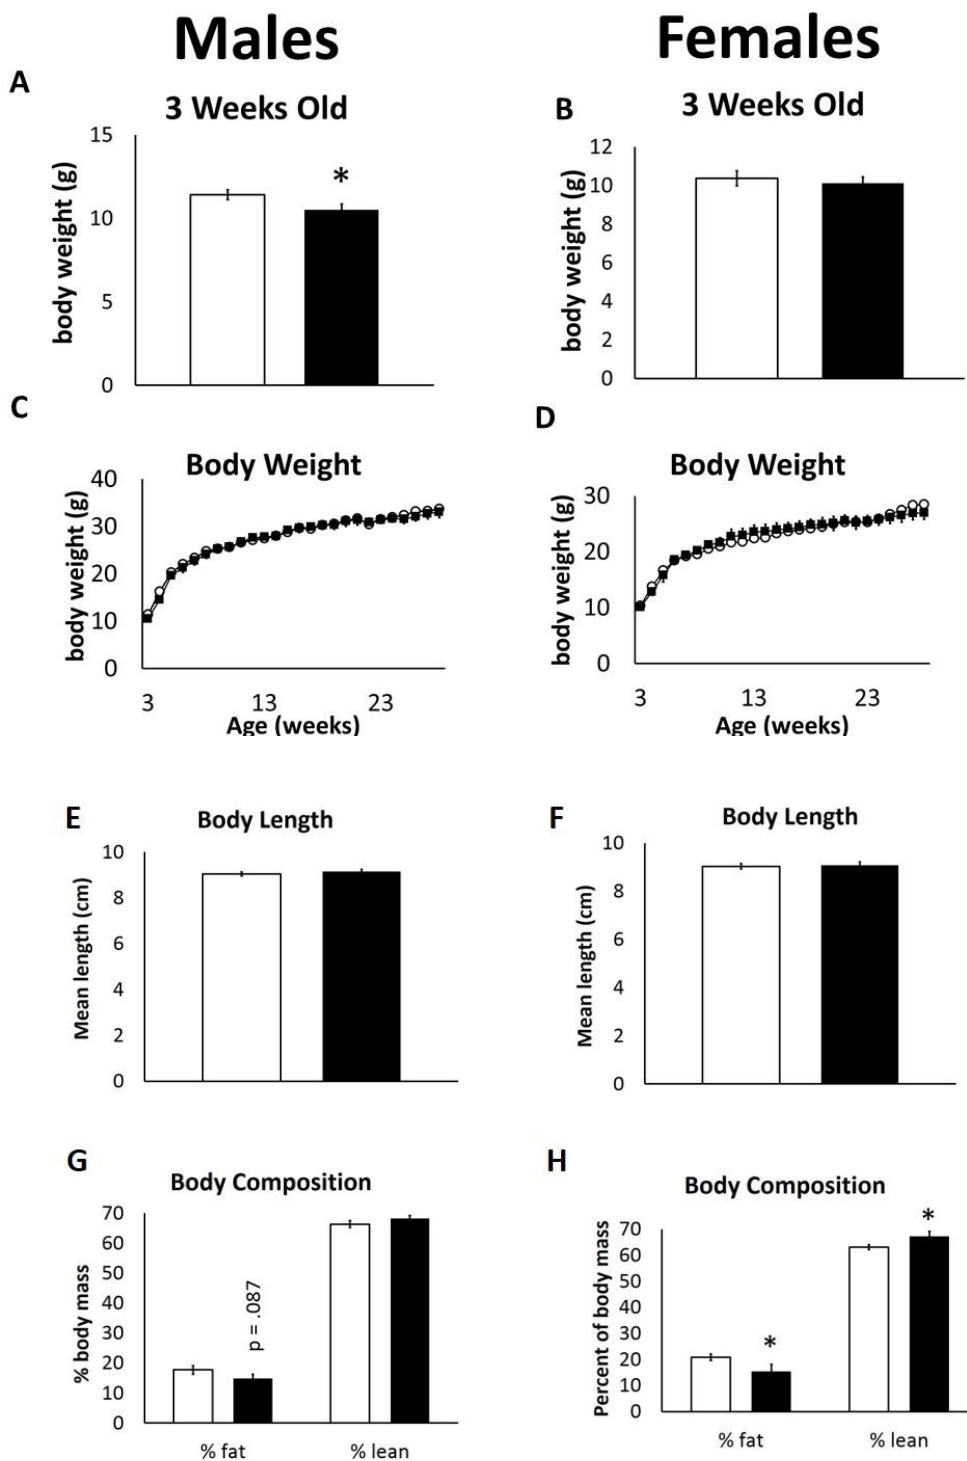 Males
Females
A
3 Weeks Old
15
10
5
0
body weight (g)
*
B
3 Weeks Old
12
10
8
6
4
2
0
body weight (g)
C
Body Weight
40
30
20
10
0
body weight (g)
3
13
23
Age (weeks)
D
Body Weight
30
20
10
0
body weight (g)
3
13
23
Age (weeks)
E
Body Length
10
8
6
4
2
0
Mean length (cm)
F
Body Length
10
8
6
4
2
0
Mean length (cm)
G
Body Composition
70
60
50
40
30
20
10
0
% body mass
p = .087
% fat
% lean
H
Body Composition
70
60
50
40
30
20
10
0
Percent of body mass
*
*
% fat
% lean